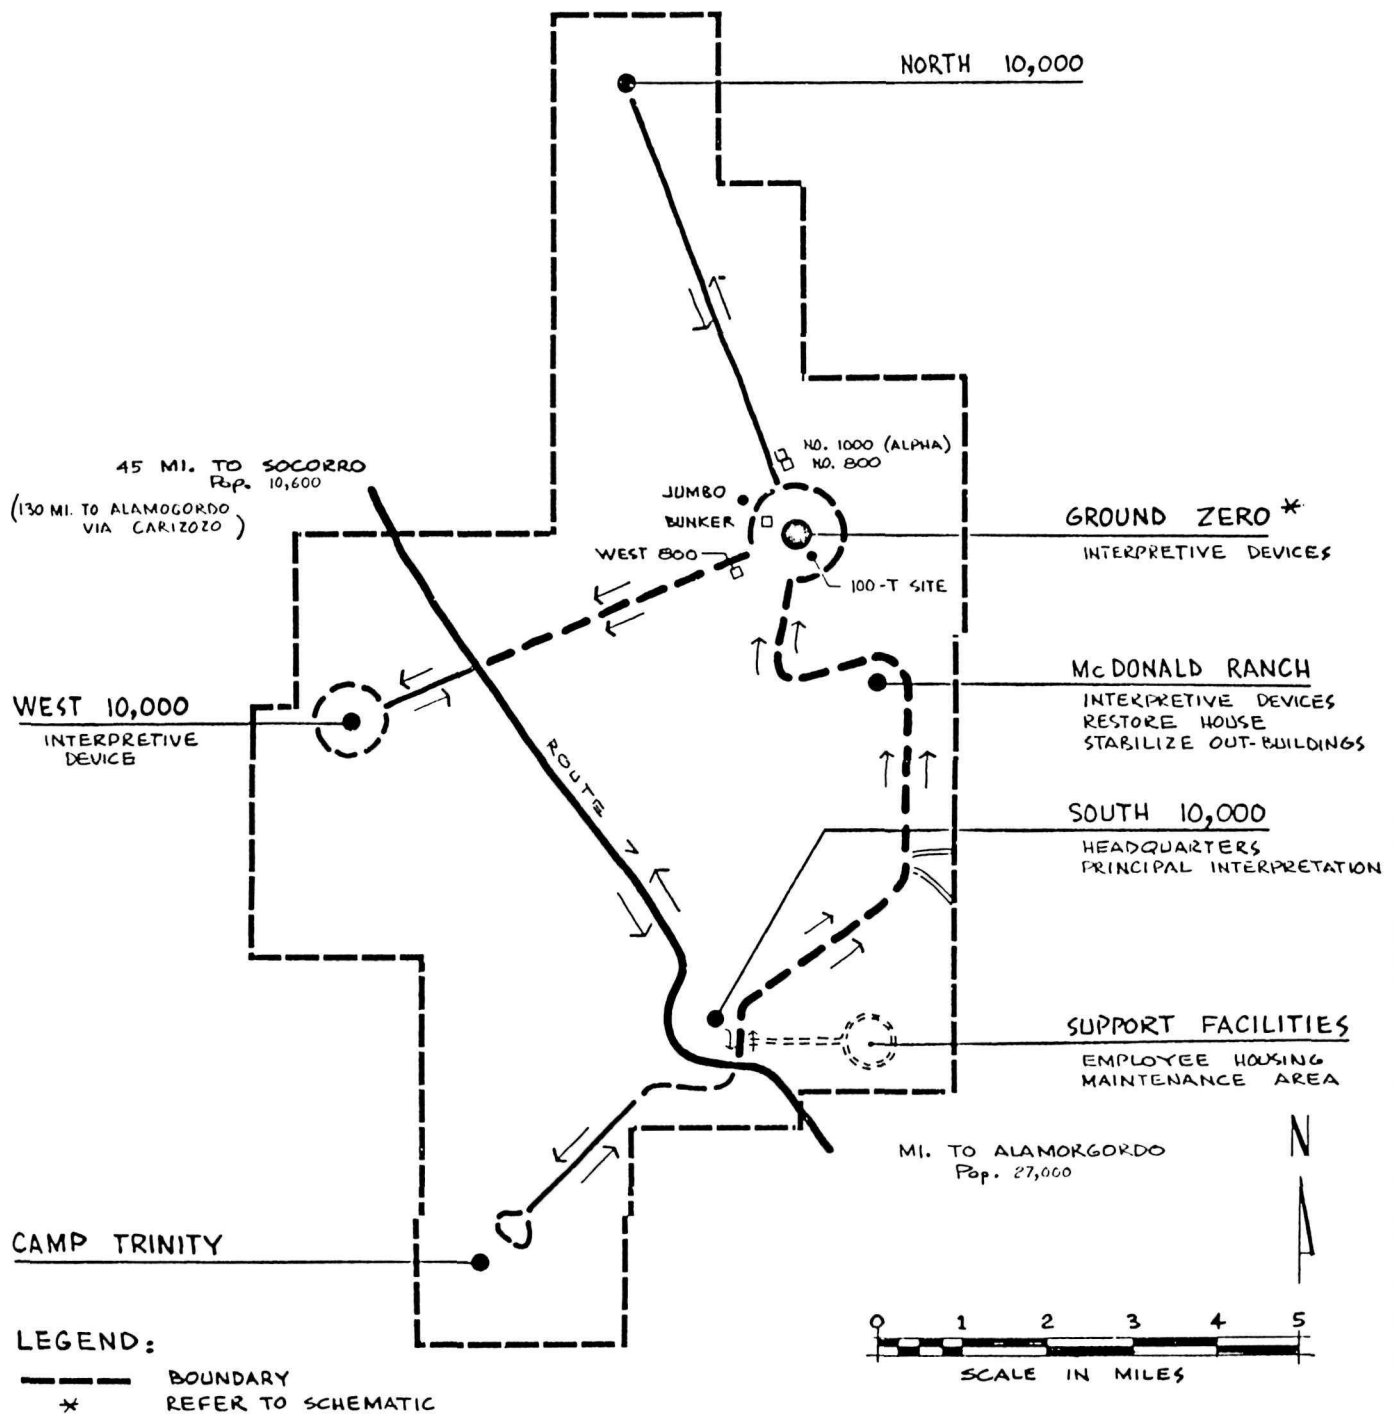 NORTH 10,000
NO. 1000 (ALPHA)
NO. 800
45 MI. TO SOCORRO
Pop. 10,600
(130 MI. TO ALAMOGORDO
VIA CARIZOZO)
JUMBO
BUNKER
WEST 800
GROUND ZERO *
INTERPRETIVE DEVICES
100-T SITE
McDONALD RANCH
INTERPRETIVE DEVICES
RESTORE HOUSE
STABILIZE OUT-BUILDINGS
WEST 10,000
INTERPRETIVE
DEVICE
ROUTE 7
SOUTH 10,000
HEADQUARTERS
PRINCIPAL INTERPRETATION
SUPPORT FACILITIES
EMPLOYEE HOUSING
MAINTENANCE AREA
MI. TO ALAMORGORDO
Pop. 27,000
N
CAMP TRINITY
0 1 2 3 4 5
SCALE IN MILES
LEGEND:
BOUNDARY
* REFER TO SCHEMATIC